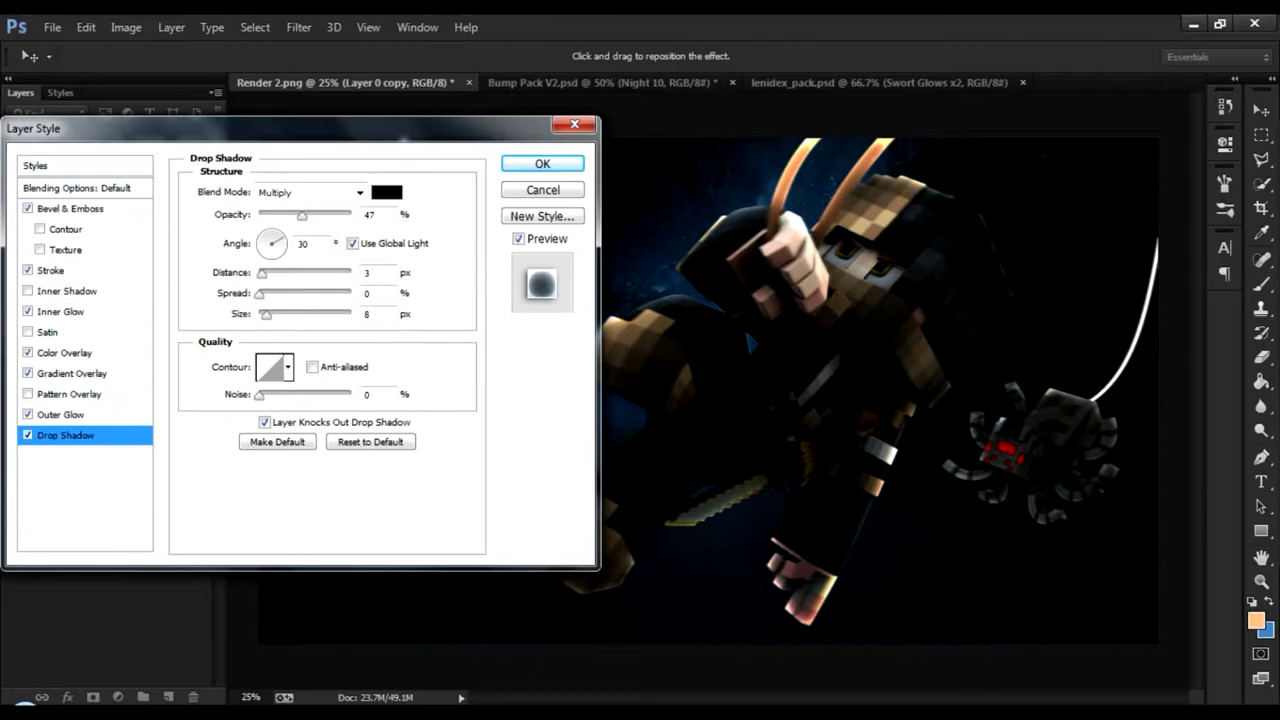 Ps File Edit Image Layer Type Select Filter 3D View Window Help
Click and drag to reposition the effect.
Essentials
Layers Styles
Render 2.png @ 25% (Layer 0 copy, RGB/8) * ×
Bump Pack V2.psd @ 50% (Night 10, RGB/8#) * ×
lenidex_pack.psd @ 66.7% (Swort Glows x2, RGB/8#) ×
Layer Style
Styles
Blending Options: Default
Bevel & Emboss
Contour
Texture
Stroke
Inner Shadow
Inner Glow
Satin
Color Overlay
Gradient Overlay
Pattern Overlay
Outer Glow
Drop Shadow
Drop Shadow
Structure
Blend Mode: Multiply
Opacity: 47 %
Angle: 30 ° Use Global Light
Distance: 3 px
Spread: 0 %
Size: 8 px
Quality
Contour: Anti-aliased
Noise: 0 %
Layer Knocks Out Drop Shadow
Make Default Reset to Default
OK
Cancel
New Style...
Preview
25% Doc: 23.7M/49.1M